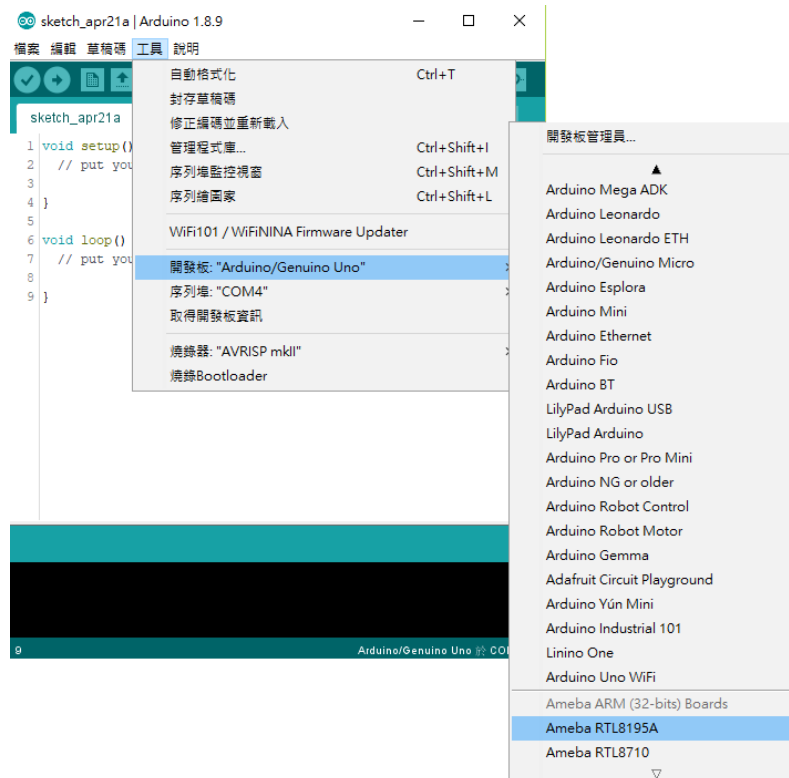 sketch_apr21a | Arduino 1.8.9
檔案 編輯 草稿碼 工具 說明
sketch_apr21a
1 void setup()
2 // put you
3
4 }
5
6 void loop()
7 // put you
8
9 }
自動格式化 Ctrl+T
封存草稿碼
修正編碼並重新載入
管理程式庫... Ctrl+Shift+I
序列埠監控視窗 Ctrl+Shift+M
序列繪圖家 Ctrl+Shift+L
WiFi101 / WiFiNINA Firmware Updater
開發板: "Arduino/Genuino Uno"
序列埠: "COM4"
取得開發板資訊
燒錄器: "AVRISP mkII"
燒錄Bootloader
開發板管理員...
Arduino Mega ADK
Arduino Leonardo
Arduino Leonardo ETH
Arduino/Genuino Micro
Arduino Esplora
Arduino Mini
Arduino Ethernet
Arduino Fio
Arduino BT
LilyPad Arduino USB
LilyPad Arduino
Arduino Pro or Pro Mini
Arduino NG or older
Arduino Robot Control
Arduino Robot Motor
Arduino Gemma
Adafruit Circuit Playground
Arduino Yún Mini
Arduino Industrial 101
Linino One
Arduino Uno WiFi
Ameba ARM (32-bits) Boards
Ameba RTL8195A
Ameba RTL8710
9 Arduino/Genuino Uno 於 CO